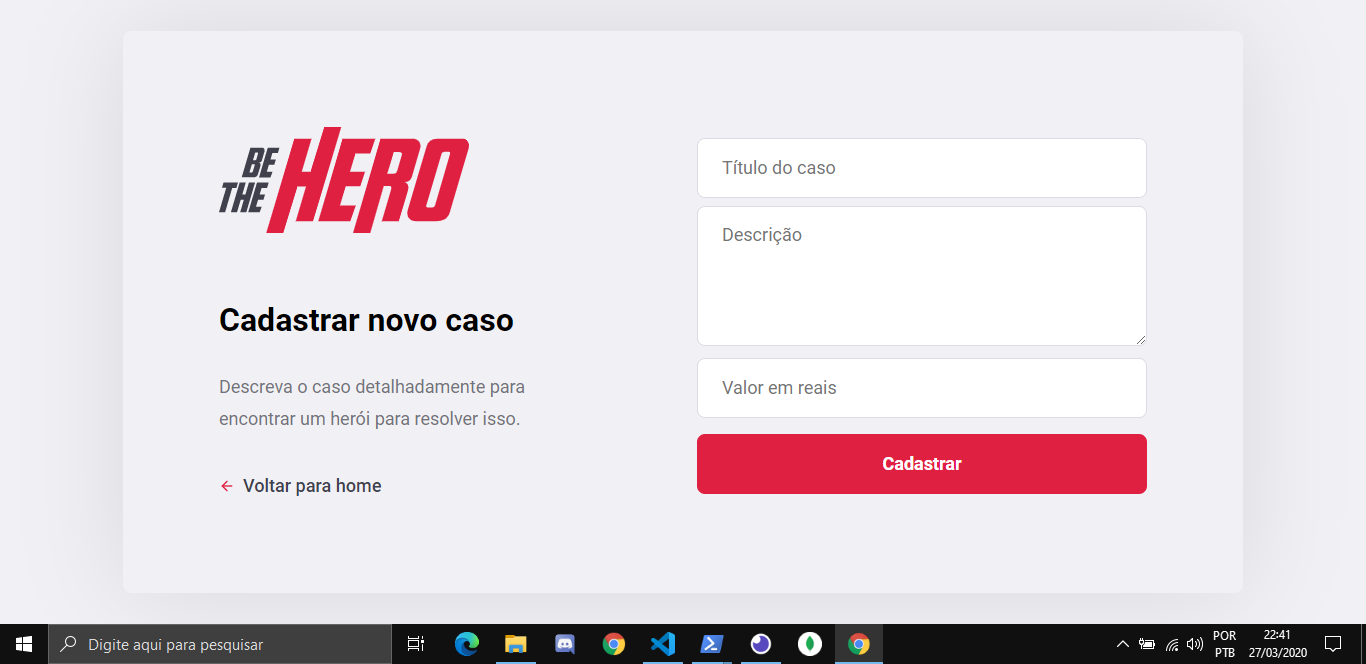 BE
THE HERO
Cadastrar novo caso
Descreva o caso detalhadamente para
encontrar um herói para resolver isso.
Voltar para home
Título do caso
Descrição
Valor em reais
Cadastrar
Digite aqui para pesquisar
POR
PTB
22:41
27/03/2020